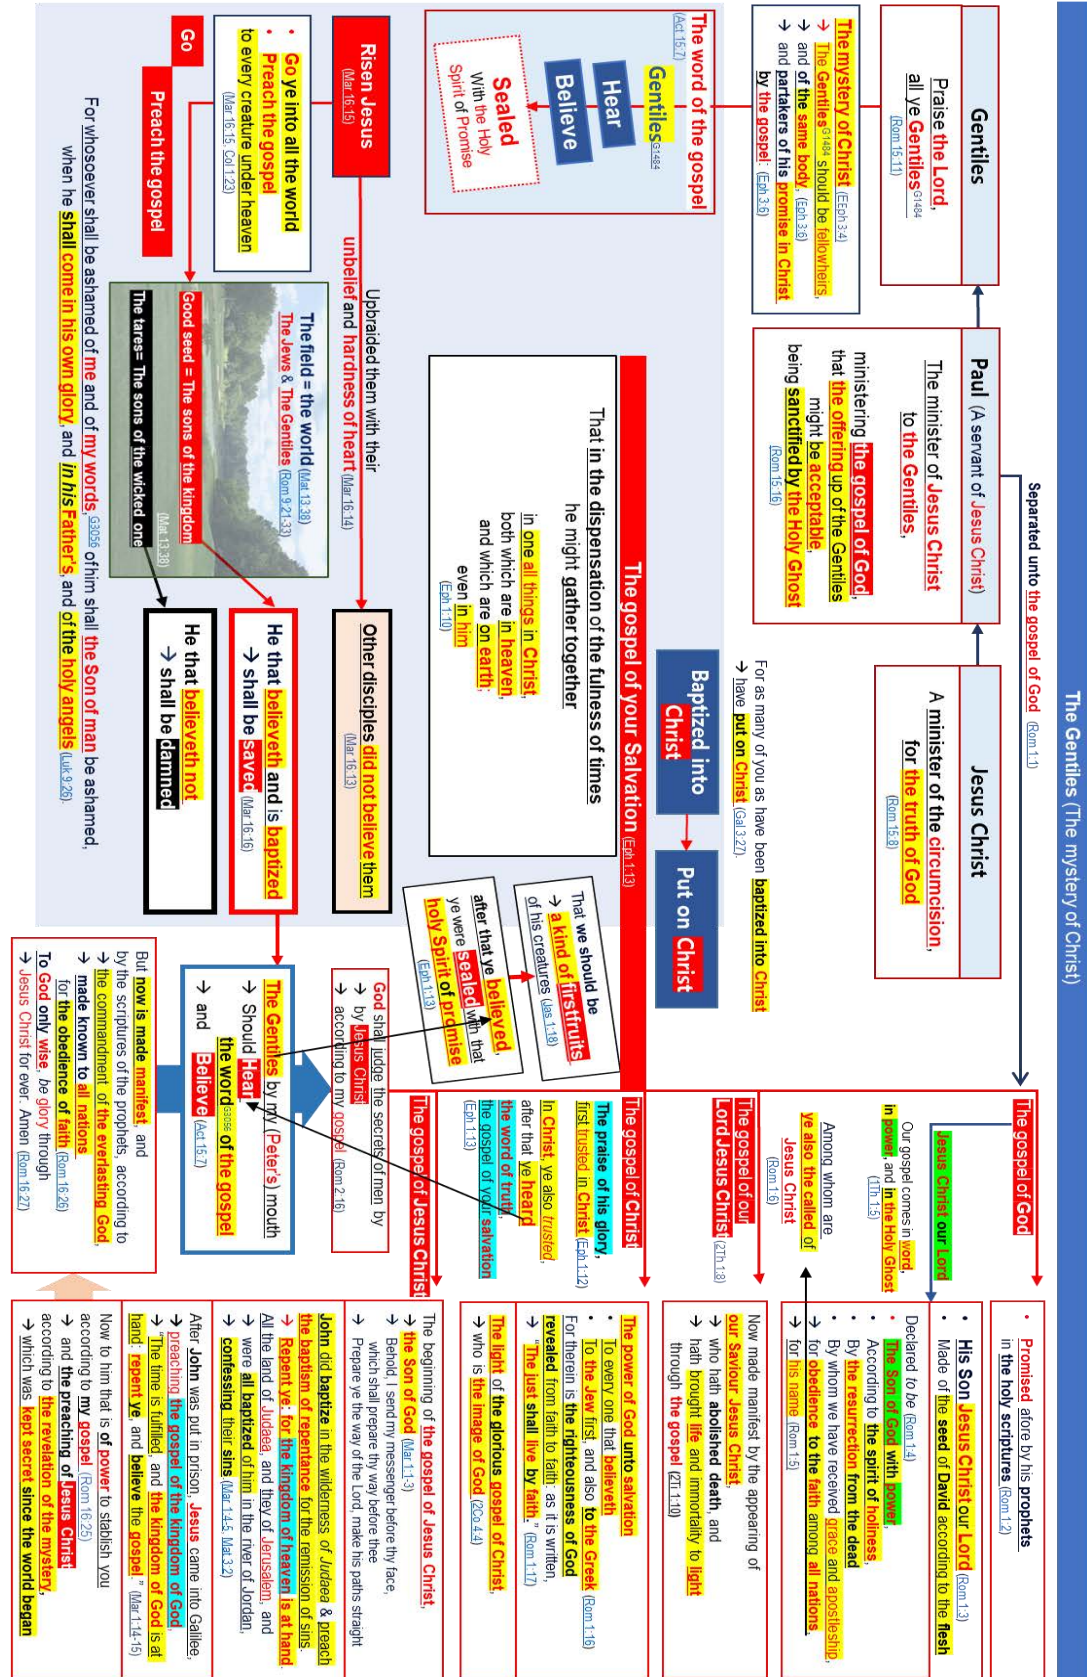 The Gentiles (The mystery of Christ)
Separated unto the gospel of God (Rom 1:1)
Gentiles
Praise the Lord,
all ye Gentiles G1484
(Rom 15:11)
Paul (A servant of Jesus Christ)
The minister of Jesus Christ
to the Gentiles,
ministering the gospel of God,
that the offering up of the Gentiles
might be acceptable,
being sanctified by the Holy Ghost
(Rom 15:16)
Jesus Christ
A minister of the circumcision,
for the truth of God
(Rom 15:8)
The mystery of Christ (EEph 3:4)
→ The Gentiles G1484 should be fellowheirs,
→ and of the same body, (Eph 3:6)
→ and partakers of his promise in Christ
by the gospel: (Eph 3:6)
The word of the gospel
(Act 15:7)
Gentiles G1484
Hear
Believe
Sealed
With the Holy
Spirit of Promise
For as many of you as have been baptized into Christ
→ have put on Christ (Gal 3:27).
Baptized into
Christ
Put on Christ
The gospel of your Salvation (Eph 1:13)
That in the dispensation of the fulness of times
he might gather together
in one all things in Christ,
both which are in heaven,
and which are on earth;
even in him
(Eph 1:10)
That we should be
→ a kind of firstfruits
of his creatures (Jas 1:18)
after that ye believed,
ye were sealed with that
holy Spirit of promise
(Eph 1:13)
Risen Jesus
(Mar 16:15)
Upbraided them with their
unbelief and hardness of heart (Mar 16:14)
Other disciples did not believe them
(Mar 16:13)
• Go ye into all the world
• Preach the gospel
to every creature under heaven
(Mar 16:15, Col 1:23)
Go
Preach the gospel
The field = the world (Mat 13:38)
The Jews & The Gentiles (Rom 9:21-33)
Good seed = The sons of the kingdom
The tares= The sons of the wicked one
(Mat 13:38)
He that believeth and is baptized
→ shall be saved (Mar 16:16)
He that believeth not
→ shall be damned
For whosoever shall be ashamed of me and of my words, G3056 of him shall the Son of man be ashamed,
when he shall come in his own glory, and in his Father's, and of the holy angels (Luk 9:26).
The gospel of God
Jesus Christ our Lord
Our gospel comes in word,
in power, and in the Holy Ghost
(1Th 1:5)
Among whom are
ye also the called of
Jesus Christ
(Rom 1:6)
The gospel of our
Lord Jesus Christ (2Th 1:8)
The gospel of Christ
The praise of his glory,
first trusted in Christ (Eph 1:12)
In Christ, ye also trusted,
after that ye heard
the word of truth,
the gospel of your salvation
(Eph 1:13)
The gospel of Jesus Christ
God shall judge the secrets of men by
→ by Jesus Christ
→ according to my gospel (Rom 2:16)
The Gentiles by my (Peter's) mouth
→ Should Hear
the word G3056 of the gospel
→ and Believe (Act 15:7)
But now is made manifest, and
by the scriptures of the prophets, according to
→ the commandment of the everlasting God,
→ made known to all nations
for the obedience of faith (Rom 16:26)
To God only wise, be glory through
→ Jesus Christ for ever. Amen (Rom 16:27)
• Promised afore by his prophets
in the holy scriptures (Rom 1:2)
• His Son Jesus Christ our Lord (Rom 1:3)
• Made of the seed of David according to the flesh
Declared to be (Rom 1:4)
• The Son of God with power,
• According to the spirit of holiness,
• By the resurrection from the dead
• By whom we have received grace and apostleship,
→ for obedience to the faith among all nations,
→ for his name (Rom 1:5)
Now made manifest by the appearing of
our Saviour Jesus Christ,
→ who hath abolished death, and
→ hath brought life and immortality to light
through the gospel (2Ti 1:10)
The power of God unto salvation
• To every one that believeth
• To the Jew first, and also to the Greek (Rom 1:16)
For therein is the righteousness of God
revealed from faith to faith: as it is written,
→ "The just shall live by faith." (Rom 1:17)
The light of the glorious gospel of Christ,
→ who is the image of God (2Co 4:4)
The beginning of the gospel of Jesus Christ,
→ the Son of God (Mar 1:1-3)
→ Behold, I send my messenger before thy face,
which shall prepare thy way before thee
→ Prepare ye the way of the Lord, make his paths straight
John did baptize in the wilderness of Judaea & preach
the baptism of repentance for the remission of sins.
→ Repent ye: for the kingdom of heaven is at hand.
All the land of Judaea, and they of Jerusalem, and
→ were all baptized of him in the river of Jordan,
→ confessing their sins (Mar 1:4-5, Mat 3:2)
After John was put in prison, Jesus came into Galilee,
→ preaching the gospel of the kingdom of God,
→ "The time is fulfilled, and the kingdom of God is at
hand: repent ye, and believe the gospel." (Mar 1:14-15)
Now to him that is of power to stablish you
according to my gospel (Rom 16:25)
→ and the preaching of Jesus Christ
according to the revelation of the mystery,
→ which was kept secret since the world began